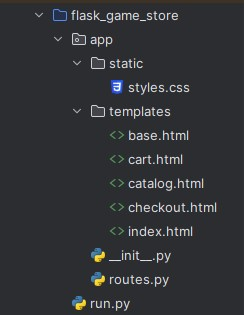 flask_game_store
app
static
styles.css
templates
base.html
cart.html
catalog.html
checkout.html
index.html
__init__.py
routes.py
run.py